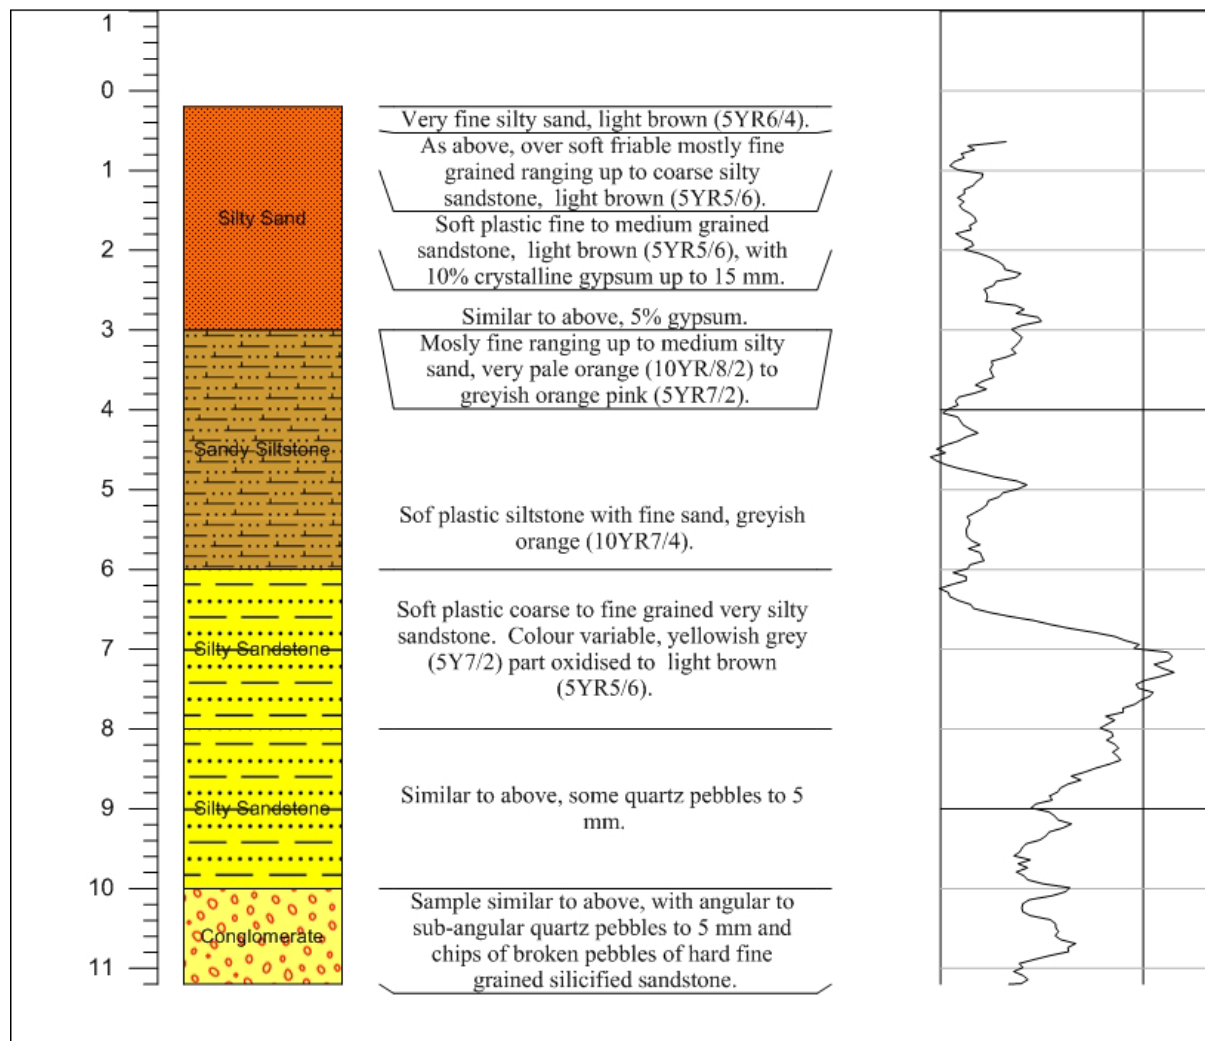 1
0
Very fine silty sand, light brown (5YR6/4).
As above, over soft friable mostly fine
grained ranging up to coarse silty
sandstone, light brown (5YR5/6).
1
Silty Sand
Soft plastic fine to medium grained
sandstone, light brown (5YR5/6), with
10% crystalline gypsum up to 15 mm.
2
Similar to above, 5% gypsum.
3
Mosly fine ranging up to medium silty
sand, very pale orange (10YR/8/2) to
greyish orange pink (5YR7/2).
4
Sandy Siltstone
5
Sof plastic siltstone with fine sand, greyish
orange (10YR7/4).
6
Soft plastic coarse to fine grained very silty
sandstone. Colour variable, yellowish grey
(5Y7/2) part oxidised to light brown
(5YR5/6).
7
Silty Sandstone
8
Similar to above, some quartz pebbles to 5
mm.
9
Silty Sandstone
10
Sample similar to above, with angular to
sub-angular quartz pebbles to 5 mm and
chips of broken pebbles of hard fine
grained silicified sandstone.
Conglomerate
11